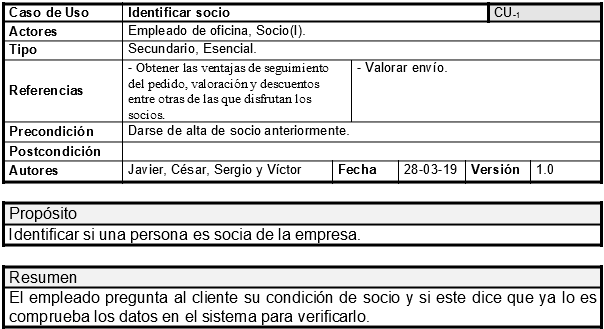 Caso de Uso Identificar socio CU-1
Actores Empleado de oficina, Socio(I).
Tipo Secundario, Esencial.
Referencias
- Obtener las ventajas de seguimiento
del pedido, valoración y descuentos
entre otras de las que disfrutan los
socios.
- Valorar envío.
Precondición Darse de alta de socio anteriormente.
Postcondición
Autores Javier, César, Sergio y Víctor Fecha 28-03-19 Versión 1.0
Propósito
Identificar si una persona es socia de la empresa.
Resumen
El empleado pregunta al cliente su condición de socio y si este dice que ya lo es
comprueba los datos en el sistema para verificarlo.